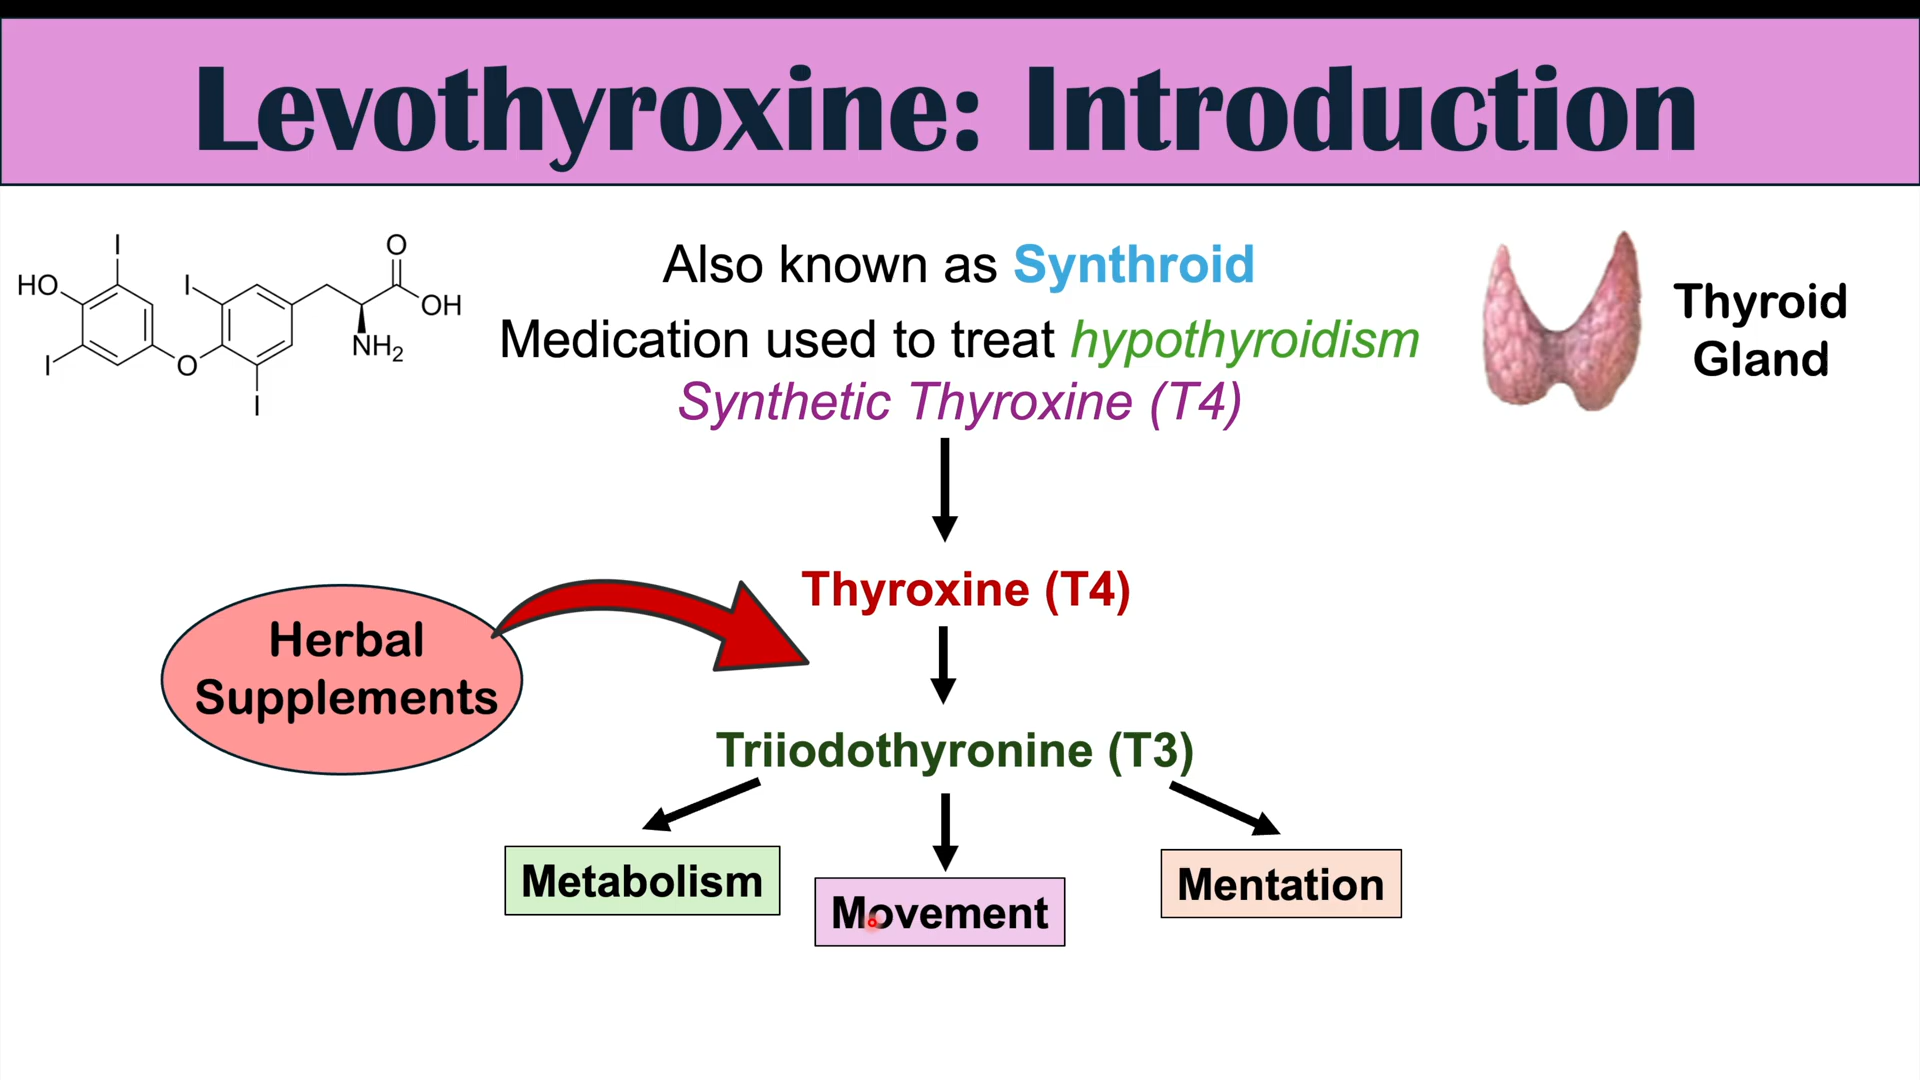 Levothyroxine: Introduction
Also known as Synthroid
Medication used to treat hypothyroidism
Synthetic Thyroxine (T4)
HO
I
I
O
I
I
O
OH
NH2
Thyroid
Gland
Thyroxine (T4)
Herbal
Supplements
Triiodothyronine (T3)
Metabolism
Movement
Mentation